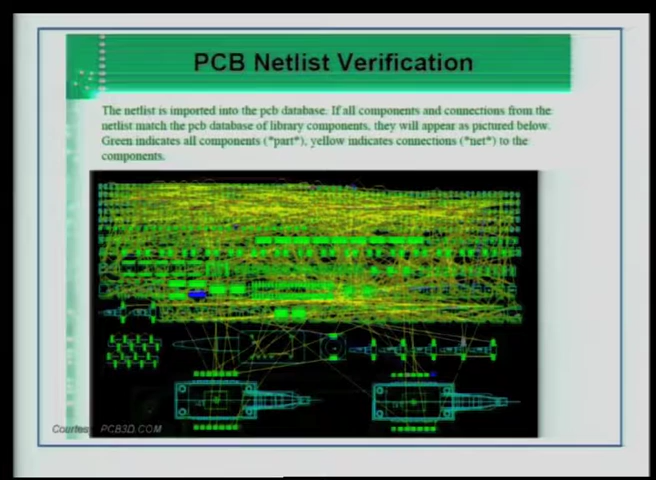 PCB Netlist Verification
The netlist is imported into the pcb database. If all components and connections from the
netlist match the pcb database of library components, they will appear as pictured below.
Green indicates all components (*part*), yellow indicates connections (*net*) to the
components.
Courtesy PCB3D.COM